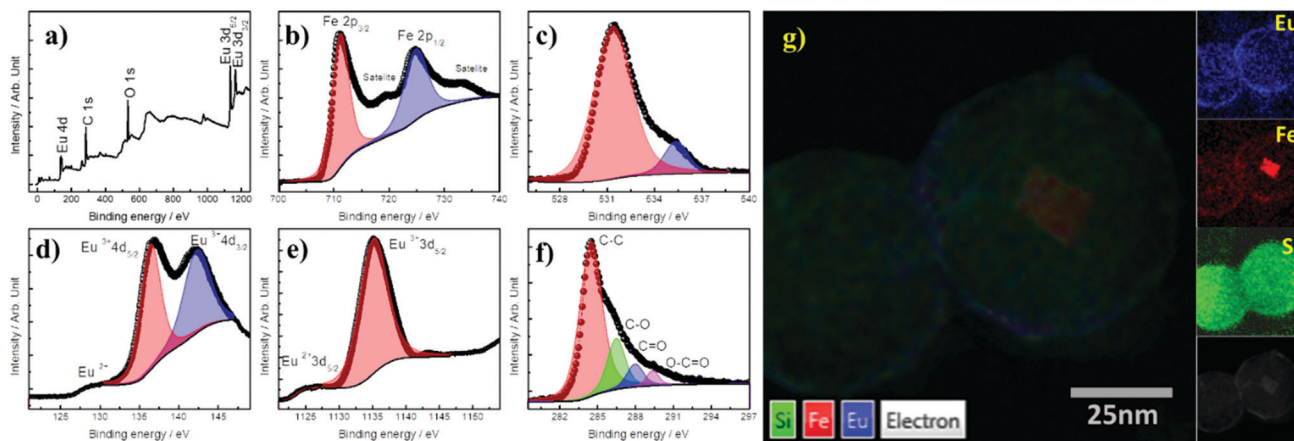 a)
Intensity / Arb. Unit
Eu 4d
C 1s
O 1s
Eu 3d5/2
Eu 3d3/2
0 200 400 600 800 1000 1200
Binding energy / eV
b)
Intensity / Arb. Unit
Fe 2p3/2
Fe 2p1/2
Satelite
Satelite
700 710 720 730 740
Binding energy / eV
c)
Intensity / Arb. Unit
528 531 534 537 540
Binding energy / eV
d)
Intensity / Arb. Unit
Eu 3+4d5/2
Eu 3+4d3/2
Eu 2+
125 130 135 140 145
Binding energy / eV
e)
Intensity / Arb. Unit
Eu 3+3d5/2
Eu 2+3d5/2
1125 1135 1140 1150
Binding energy / eV
f)
Intensity / Arb. Unit
C-C
C-O
C=O
O-C=O
282 285 288 291 294 297
Binding energy / eV
g)
Si Fe Eu Electron
25nm
Eu
Fe
S